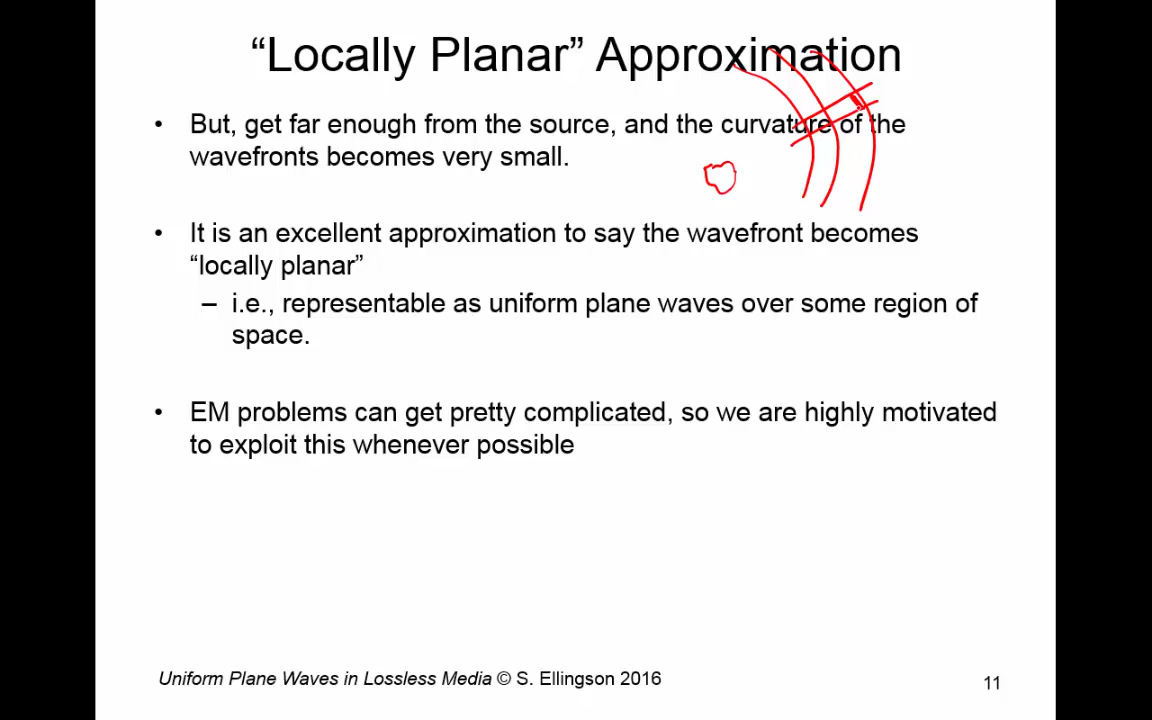 “Locally Planar” Approximation
• But, get far enough from the source, and the curvature of the
wavefronts becomes very small.
• It is an excellent approximation to say the wavefront becomes
“locally planar”
– i.e., representable as uniform plane waves over some region of
space.
• EM problems can get pretty complicated, so we are highly motivated
to exploit this whenever possible
Uniform Plane Waves in Lossless Media © S. Ellingson 2016
11